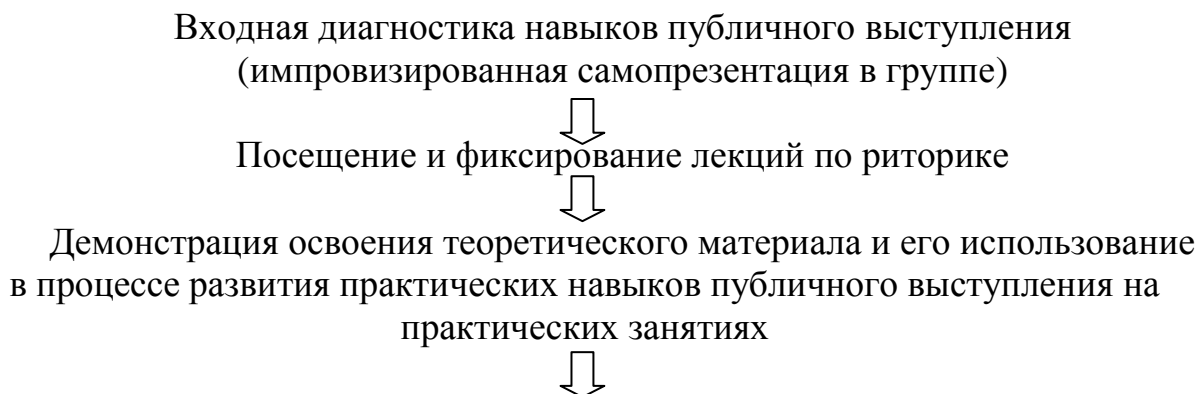 Входная диагностика навыков публичного выступления
(импровизированная самопрезентация в группе)
Посещение и фиксирование лекций по риторике
Демонстрация освоения теоретического материала и его использование
в процессе развития практических навыков публичного выступления на
практических занятиях